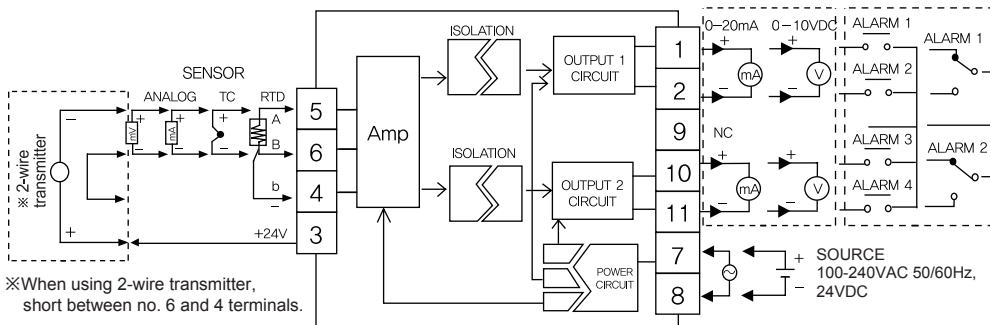 SENSOR
ANALOG
TC
RTD
ISOLATION
0-20mA
0-10VDC
ALARM 1
ALARM 1
+
+
1
OUTPUT 1
CIRCUIT
mA
V
ALARM 2
−
−
2
−
mV
+
−
mA
+
−
+
−
A
B
5
Amp
9
NC
ALARM 3
ALARM 2
6
ISOLATION
※ 2-wire
transmitter
10
+
+
b
−
4
OUTPUT 2
CIRCUIT
mA
V
ALARM 4
11
−
−
+
+24V
3
7
POWER
CIRCUIT
8
+
−
SOURCE
100-240VAC 50/60Hz,
24VDC
※When using 2-wire transmitter,
short between no. 6 and 4 terminals.